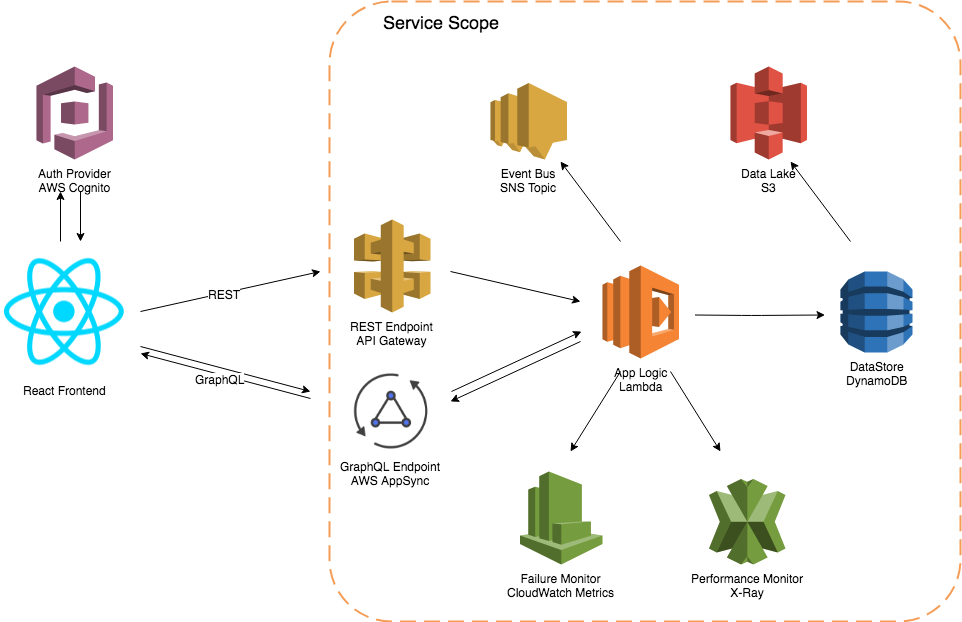 Service Scope
Auth Provider
AWS Cognito
Event Bus
SNS Topic
Data Lake
S3
REST
REST Endpoint
API Gateway
React Frontend
GraphQL
App Logic
Lambda
DataStore
DynamoDB
GraphQL Endpoint
AWS AppSync
Failure Monitor
CloudWatch Metrics
Performance Monitor
X-Ray